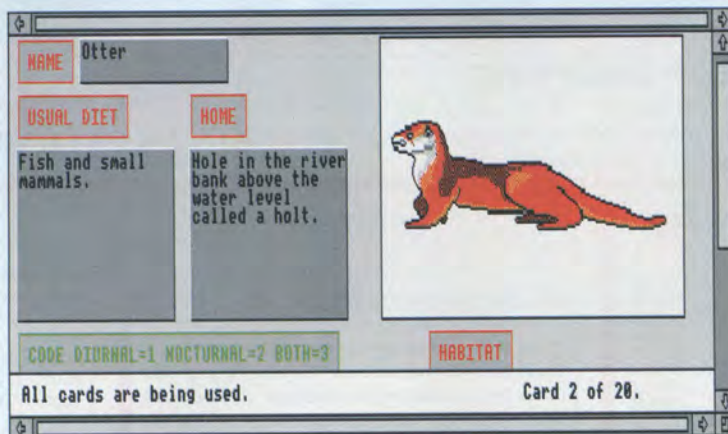 NAME Otter
USUAL DIET HOME
Fish and small
mammals.
Hole in the river
bank above the
water level
called a holt.
CODE DIURNAL=1 NOCTURNAL=2 BOTH=3 HABITAT
All cards are being used. Card 2 of 20.